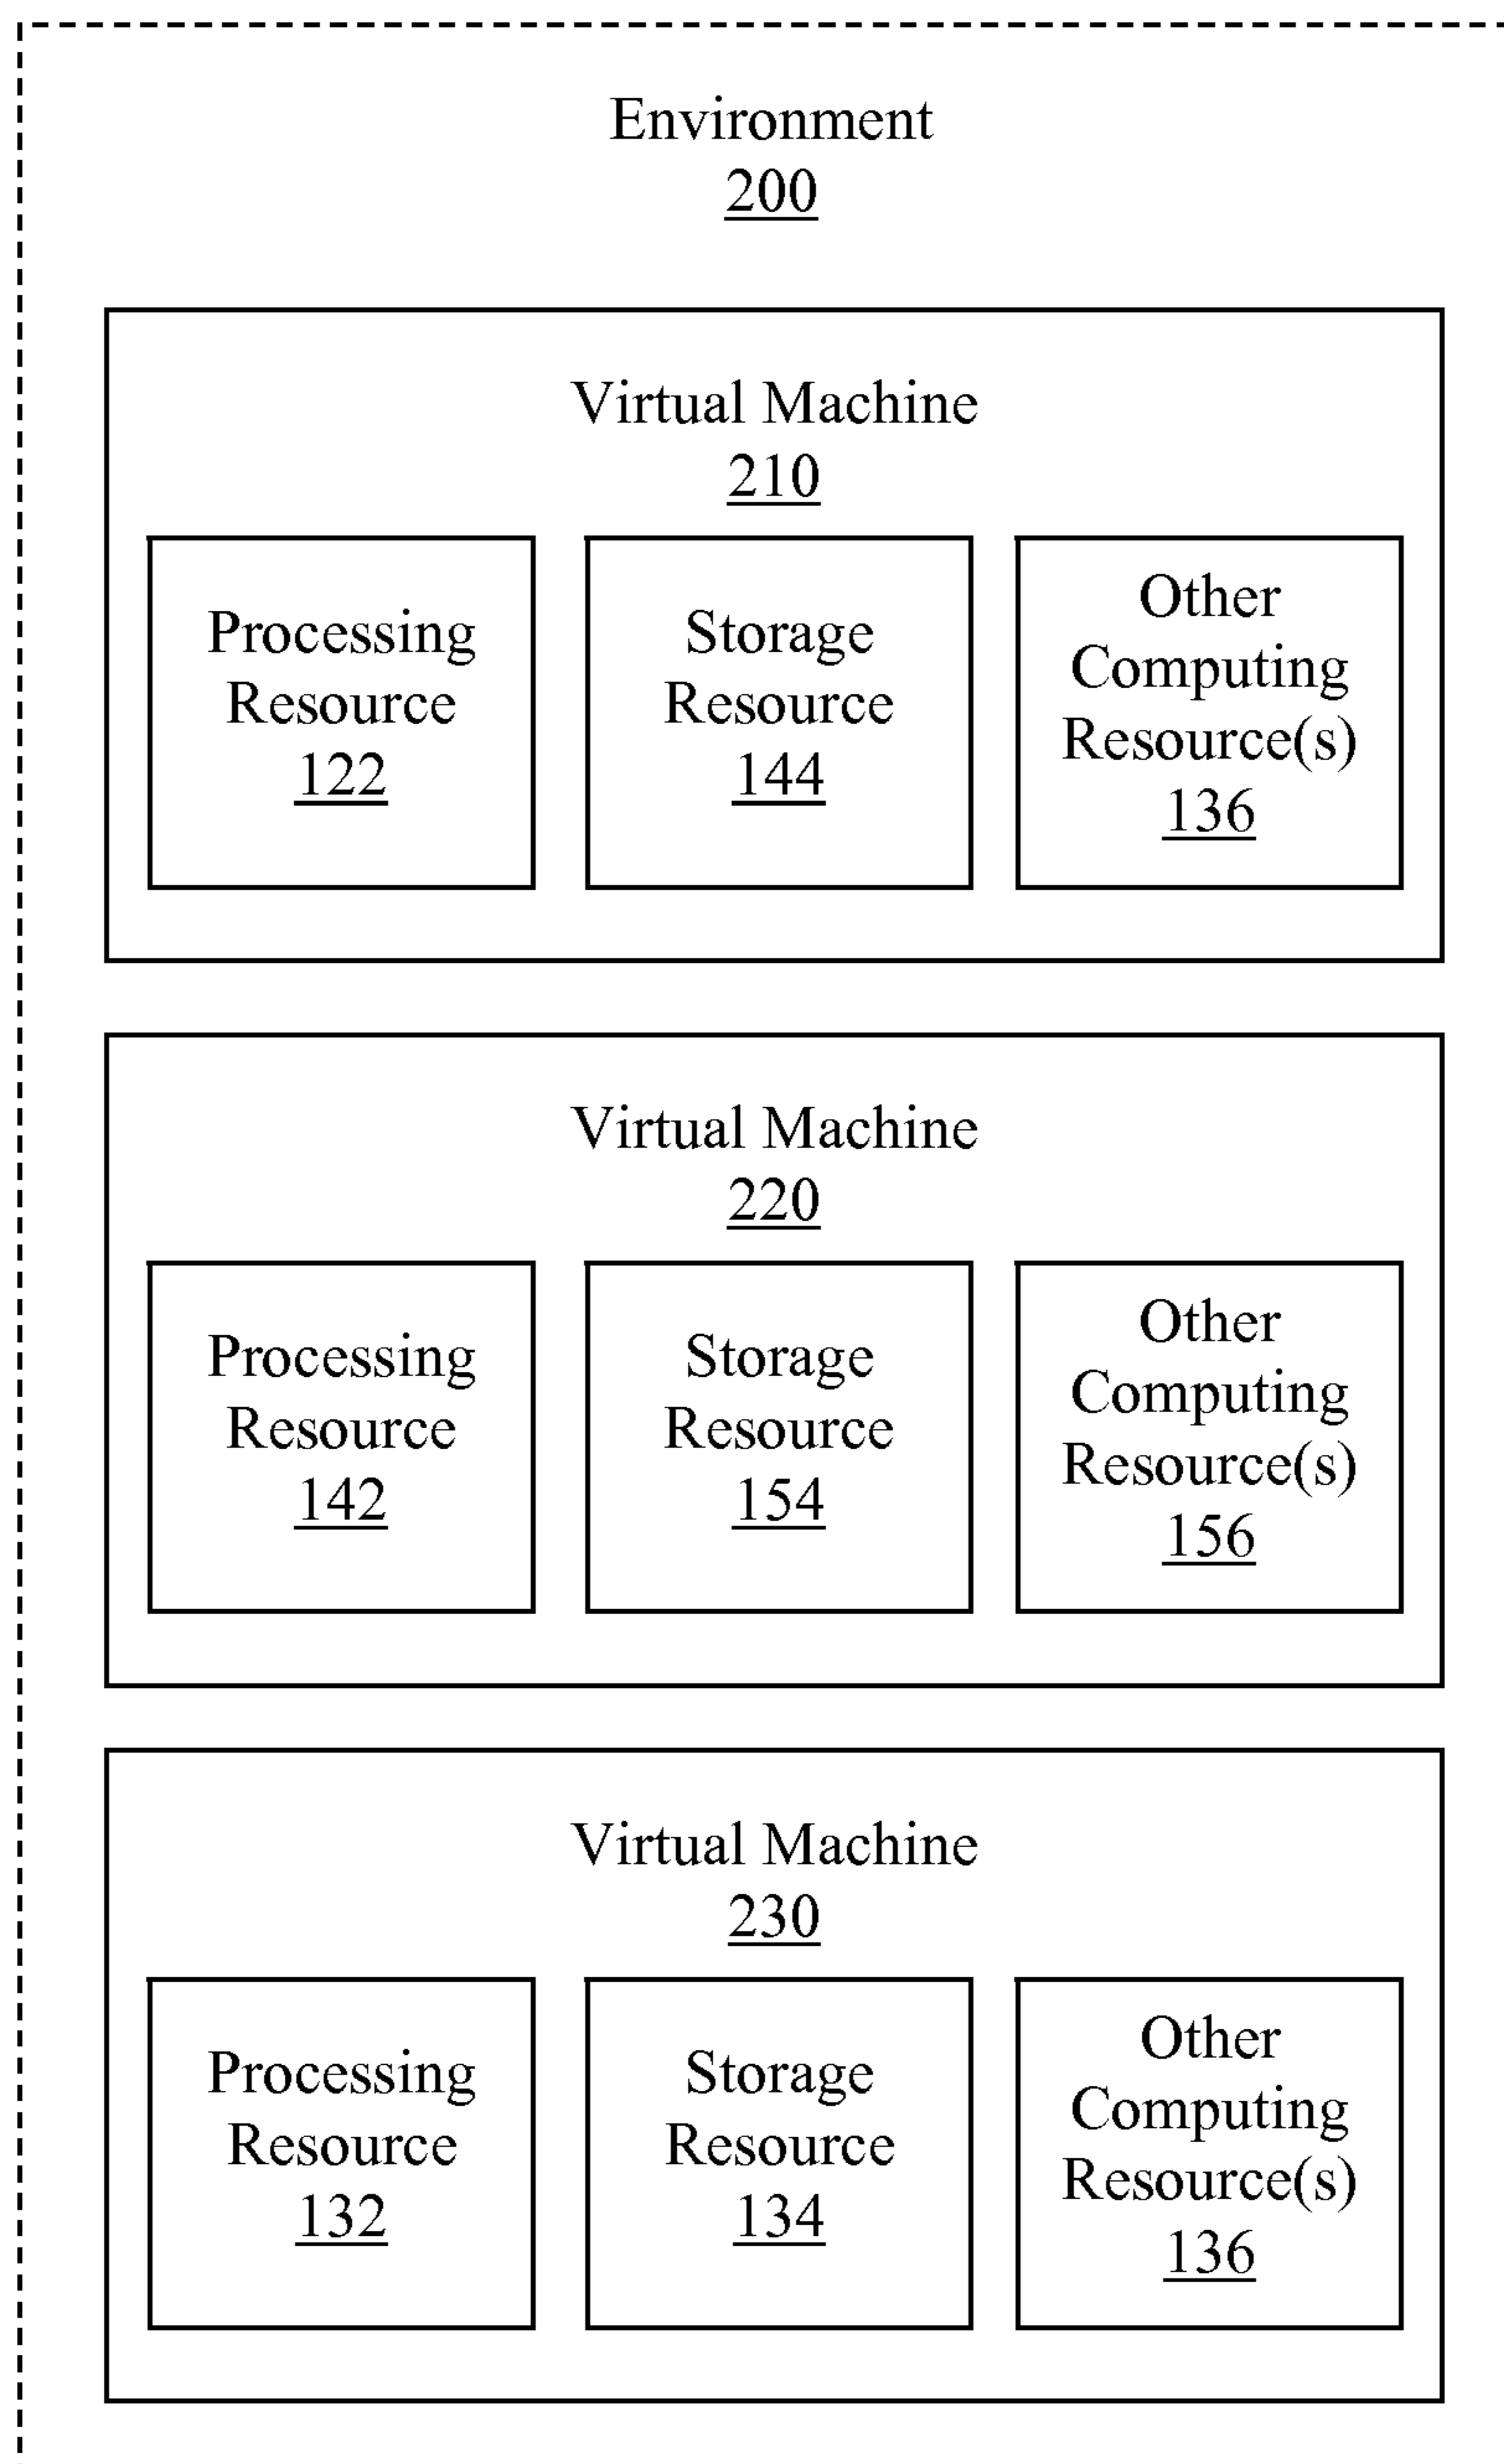 Environment
200
Virtual Machine
210
Processing
Resource
122
Storage
Resource
144
Other
Computing
Resource(s)
136
Virtual Machine
220
Processing
Resource
142
Storage
Resource
154
Other
Computing
Resource(s)
156
Virtual Machine
230
Processing
Resource
132
Storage
Resource
134
Other
Computing
Resource(s)
136